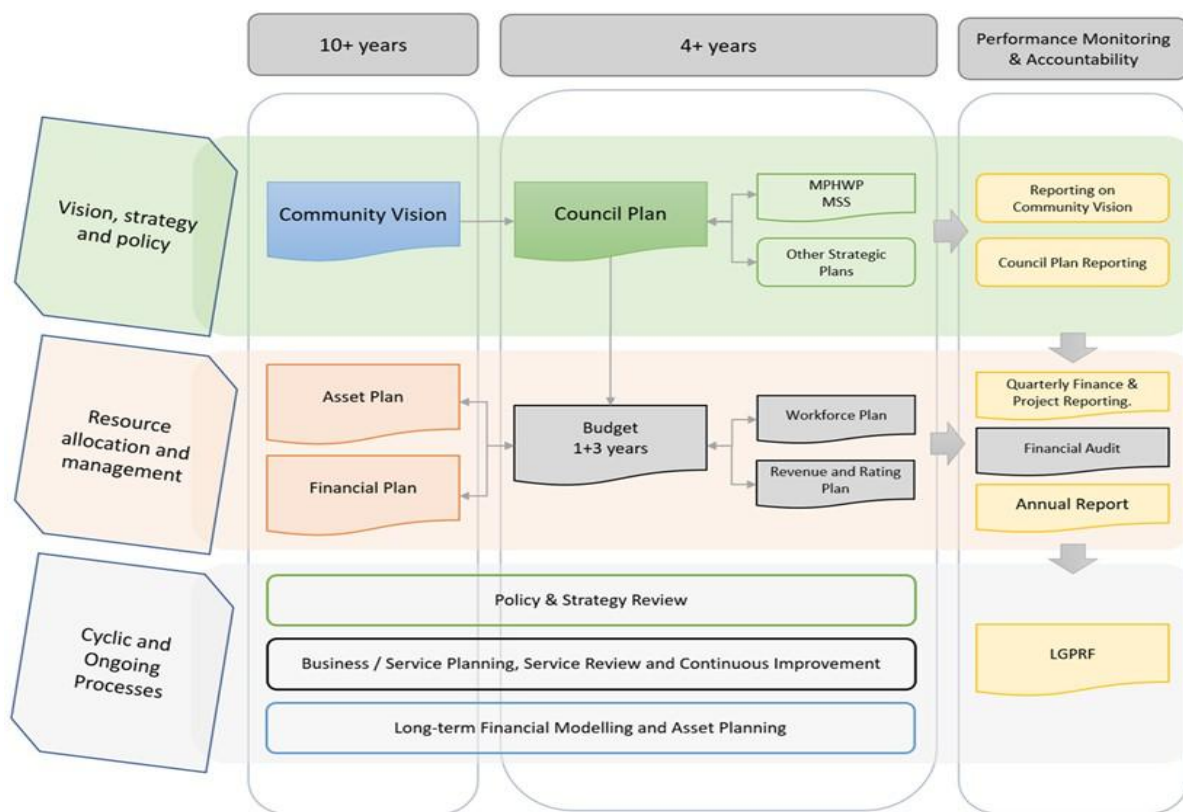 10+ years
4+ years
Performance Monitoring
& Accountability
Vision, strategy
and policy
Community Vision
Council Plan
MPHWP
MSS
Other Strategic
Plans
Reporting on
Community Vision
Council Plan Reporting
Resource
allocation and
management
Asset Plan
Financial Plan
Budget
1+3 years
Workforce Plan
Revenue and Rating
Plan
Quarterly Finance &
Project Reporting.
Financial Audit
Annual Report
Cyclic and
Ongoing
Processes
Policy & Strategy Review
Business / Service Planning, Service Review and Continuous Improvement
Long-term Financial Modelling and Asset Planning
LGPRF